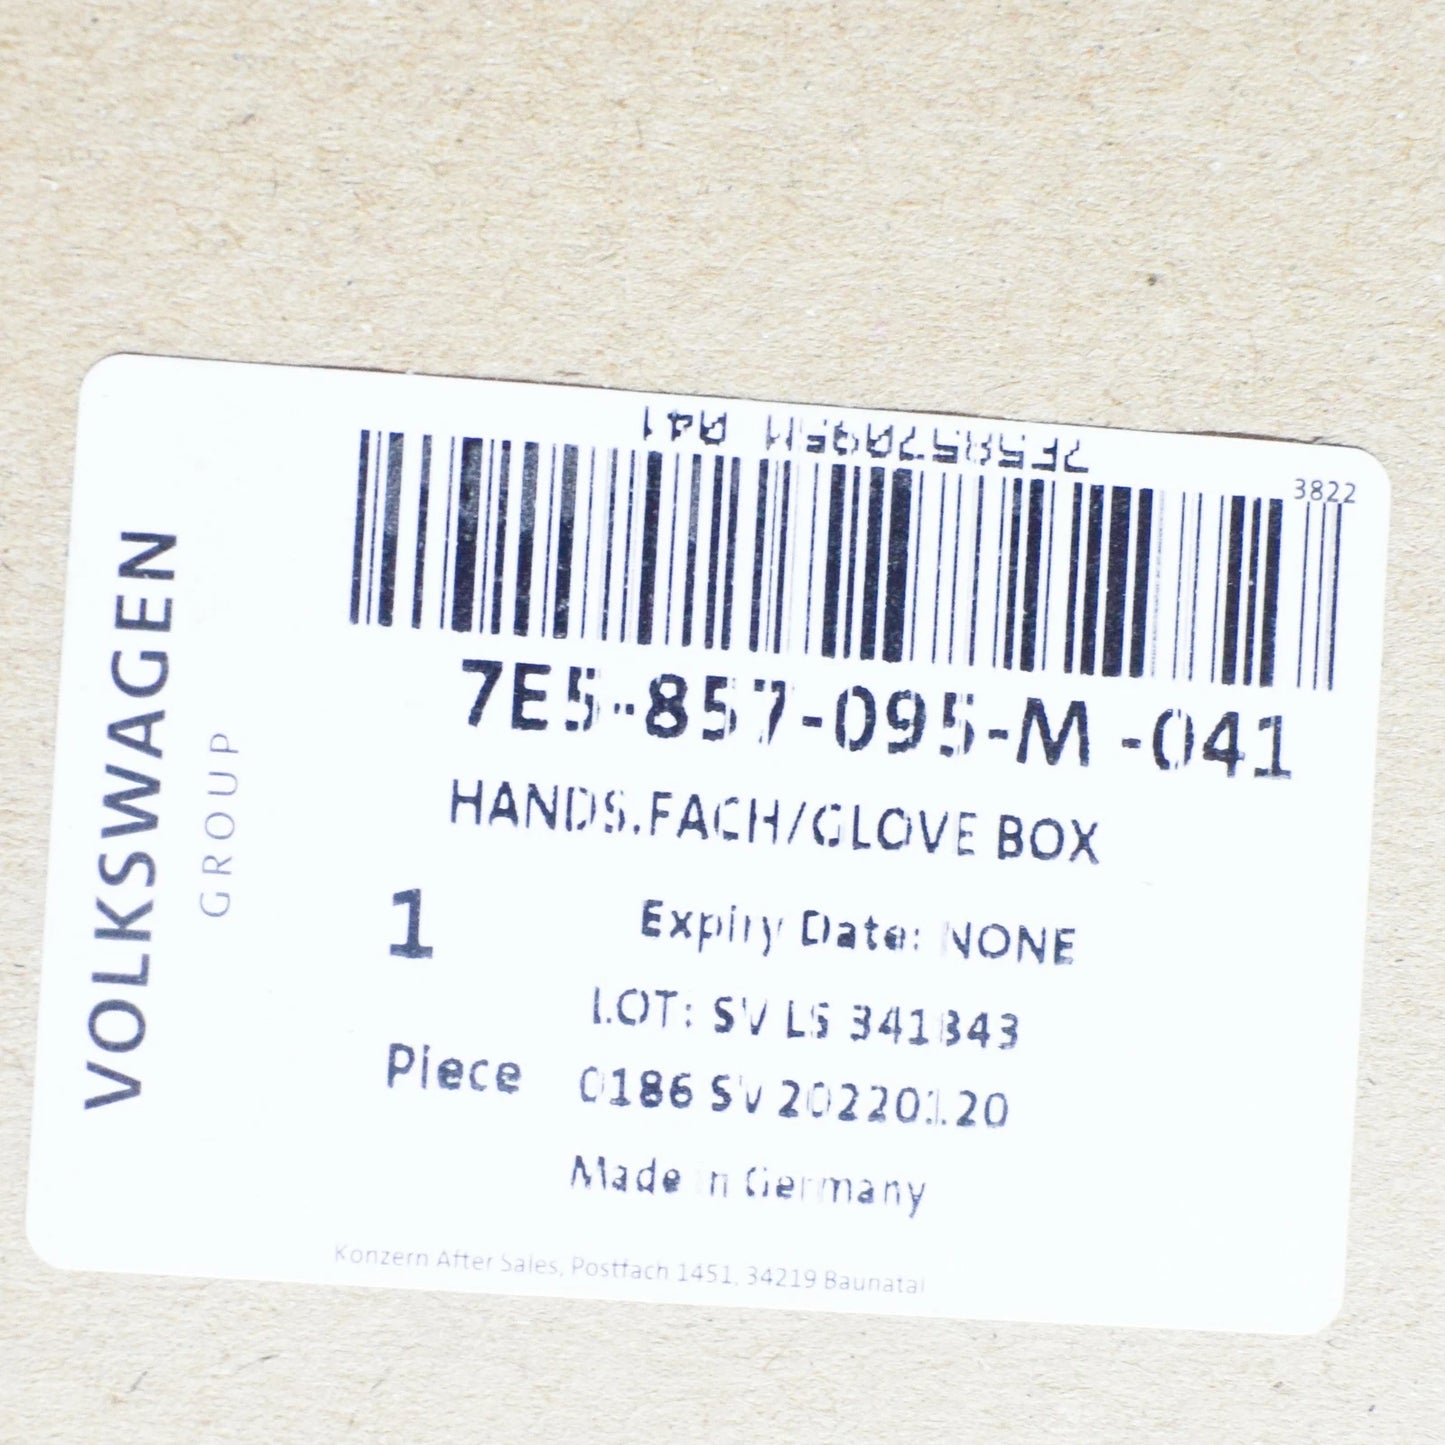 7E5857095M 041
3822
7E5-857-095-M -041
HANDS.FACH/GLOVE BOX
1
Expiry Date: NONE
LOT: SV LS 341343
Piece
0186 SV 20220120
Made in Germany
Konzern After Sales, Postfach 1451, 34219 Baunatal
VOLKSWAGEN
GROUP